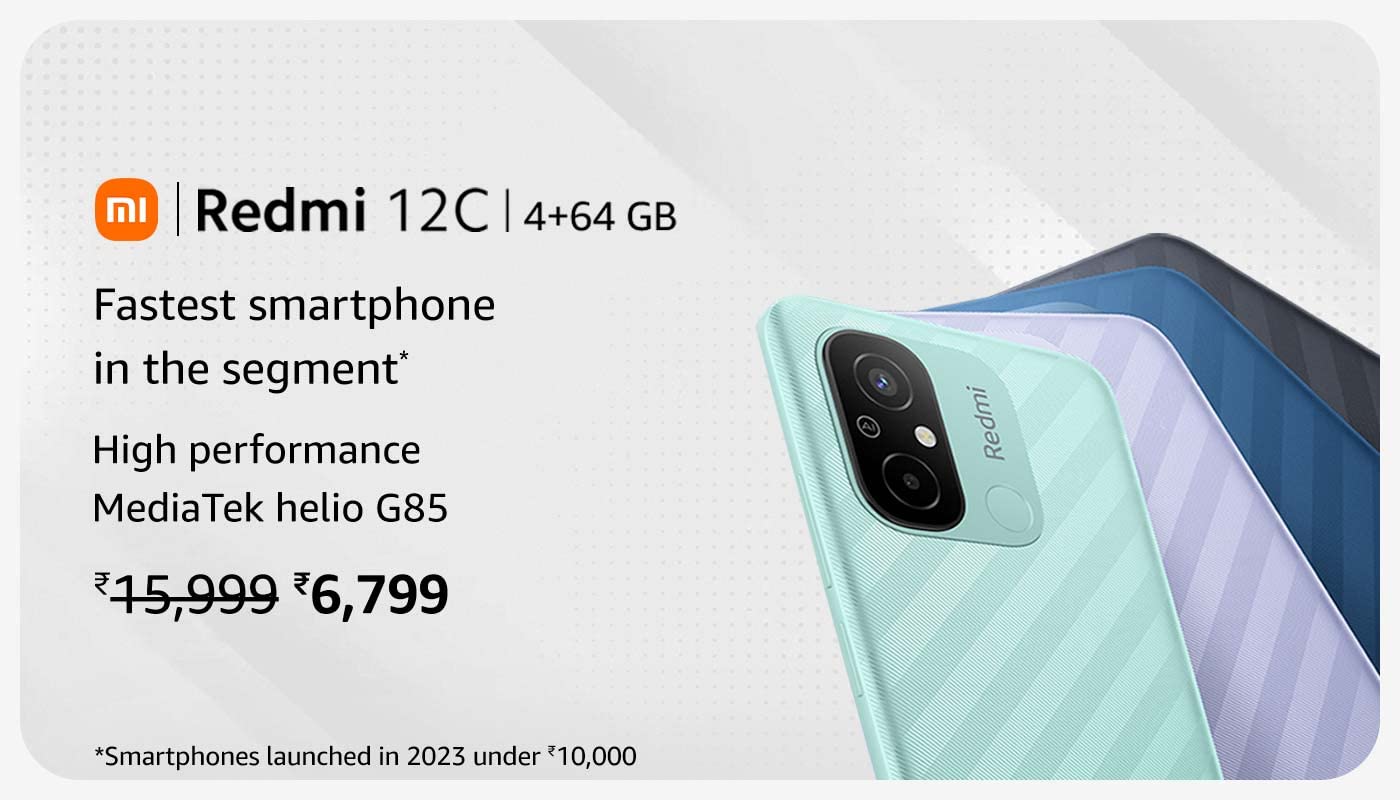 mi | Redmi 12C | 4+64 GB
Fastest smartphone
in the segment*
High performance
MediaTek helio G85
₹15,999 ₹6,799
*Smartphones launched in 2023 under ₹10,000
AI
Redmi